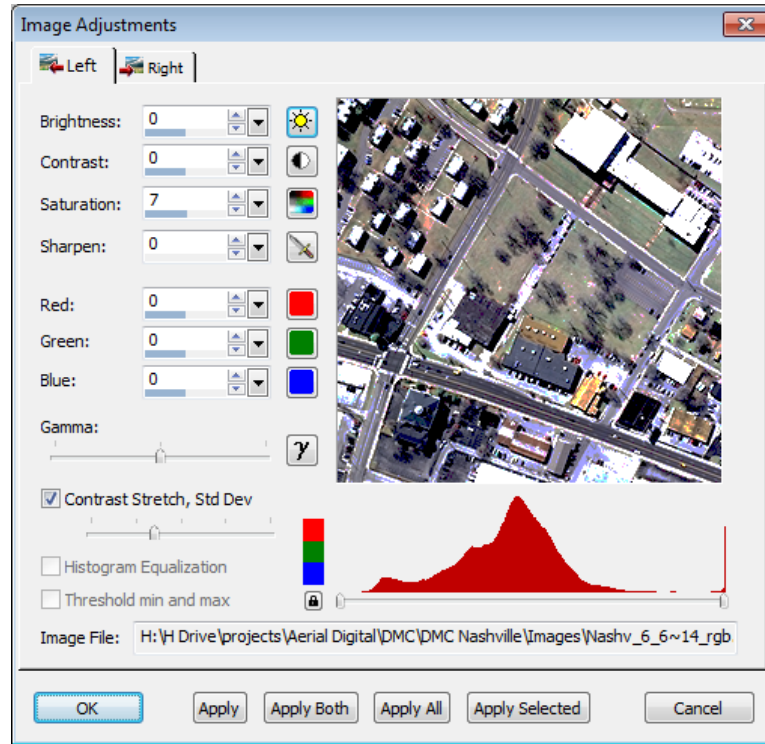 Image Adjustments
Left Right
Brightness: 0
Contrast: 0
Saturation: 7
Sharpen: 0
Red: 0
Green: 0
Blue: 0
Gamma:
γ
Contrast Stretch, Std Dev
Histogram Equalization
Threshold min and max
Image File: H:\H Drive\projects\Aerial Digital\DMC\DMC Nashville\Images\Nashv_6_6~14_rgb
OK Apply Apply Both Apply All Apply Selected Cancel